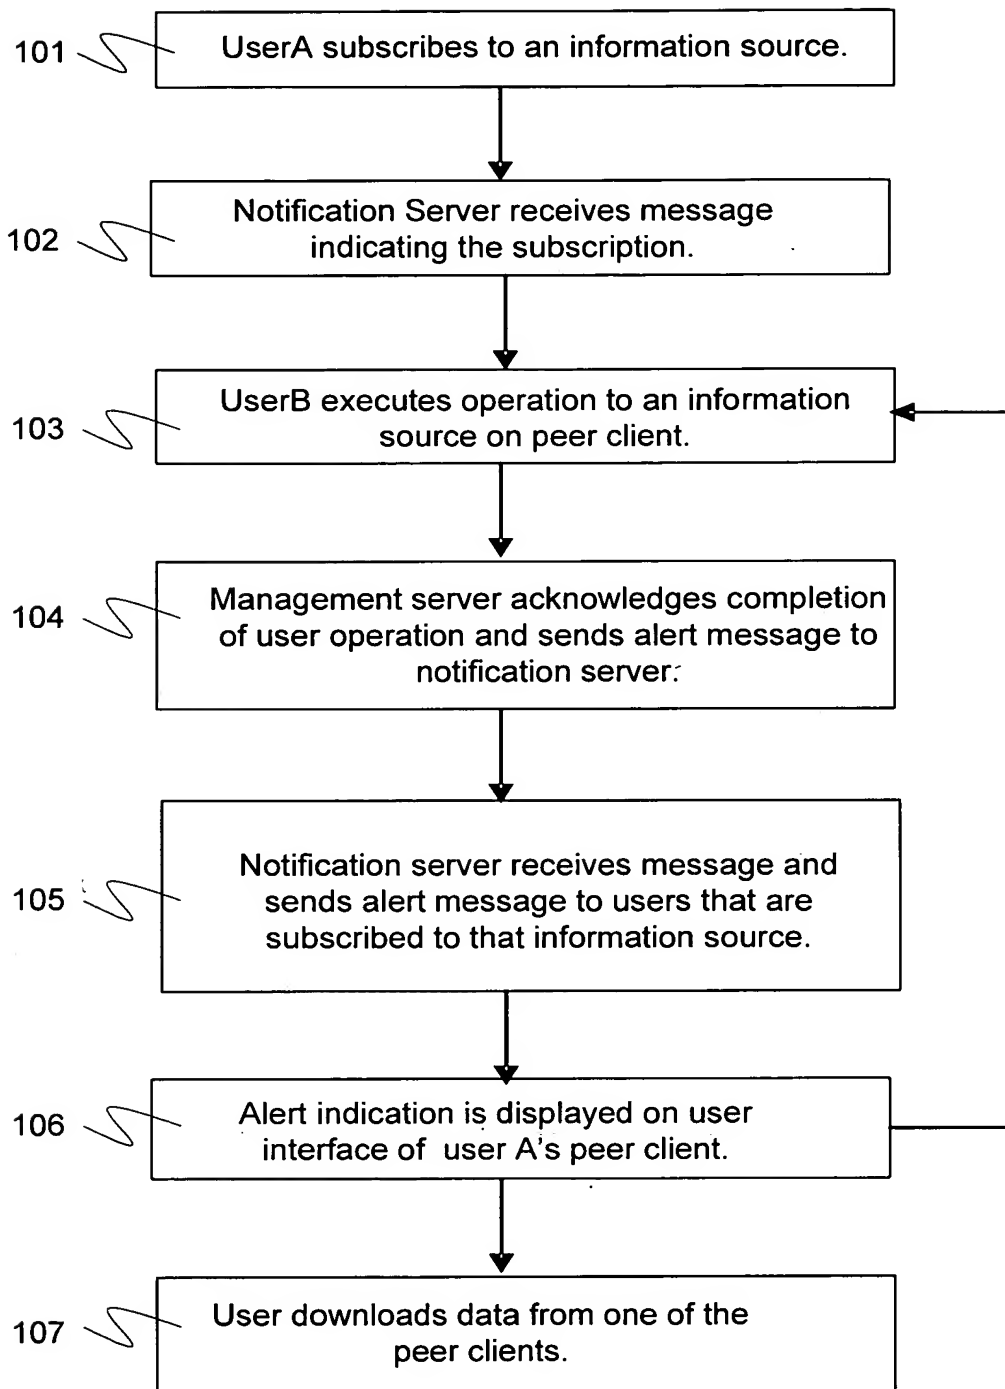 101
UserA subscribes to an information source.
102
Notification Server receives message
indicating the subscription.
103
UserB executes operation to an information
source on peer client.
104
Management server acknowledges completion
of user operation and sends alert message to
notification server.
105
Notification server receives message and
sends alert message to users that are
subscribed to that information source.
106
Alert indication is displayed on user
interface of user A's peer client.
107
User downloads data from one of the
peer clients.